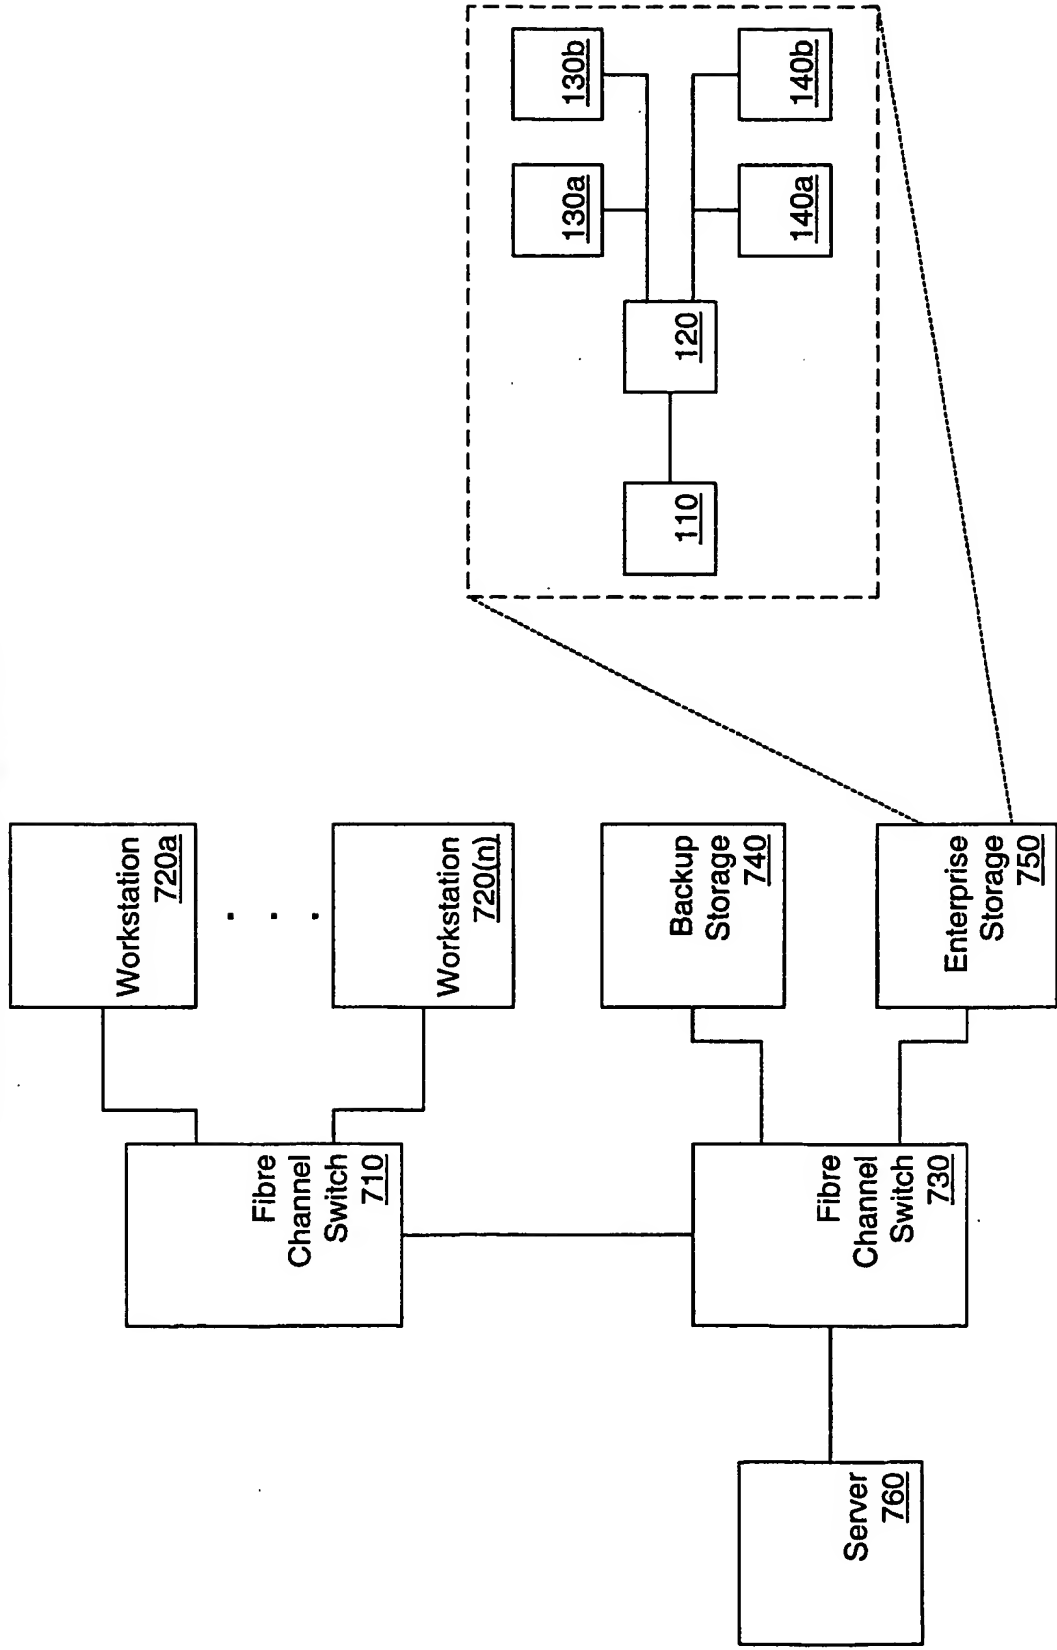 Workstation
720a
Workstation
720(n)
Backup
Storage
740
Enterprise
Storage
750
Fibre
Channel
Switch
710
Fibre
Channel
Switch
730
Server
760
110
120
130a
130b
140a
140b